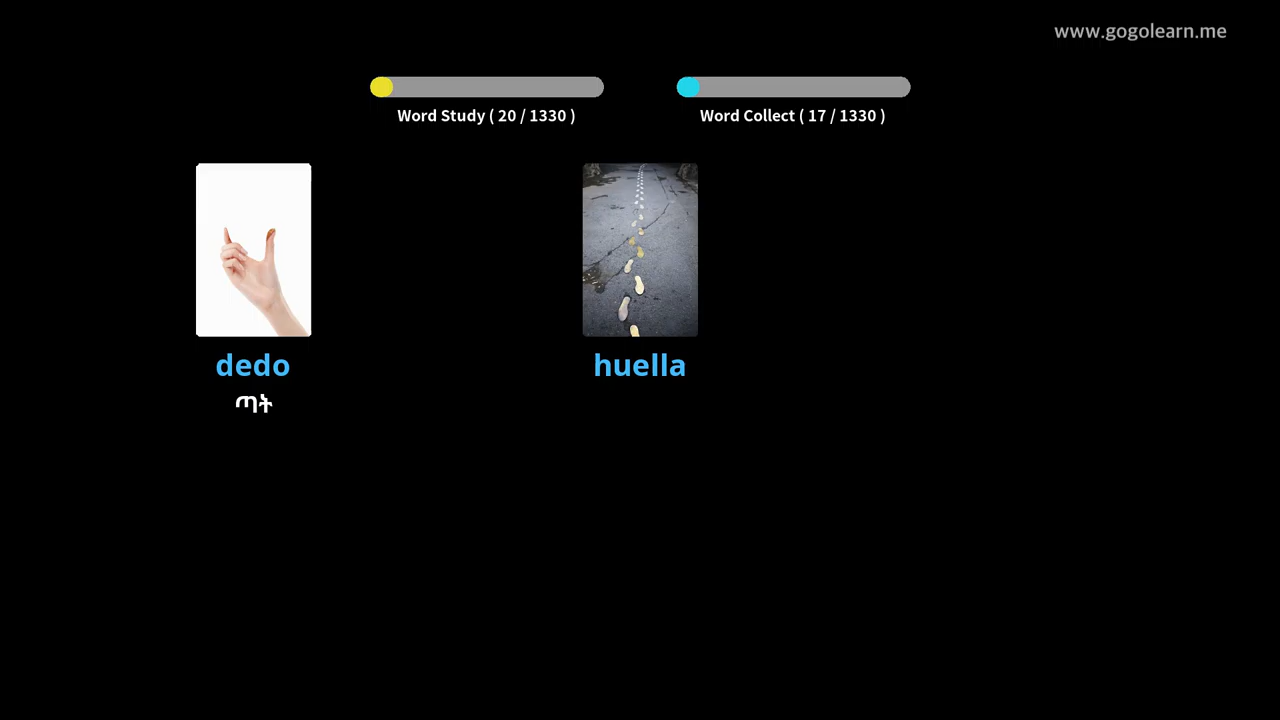 www.gogolearn.me
Word Study ( 20 / 1330 )
Word Collect ( 17 / 1330 )
dedo
ጣት
huella